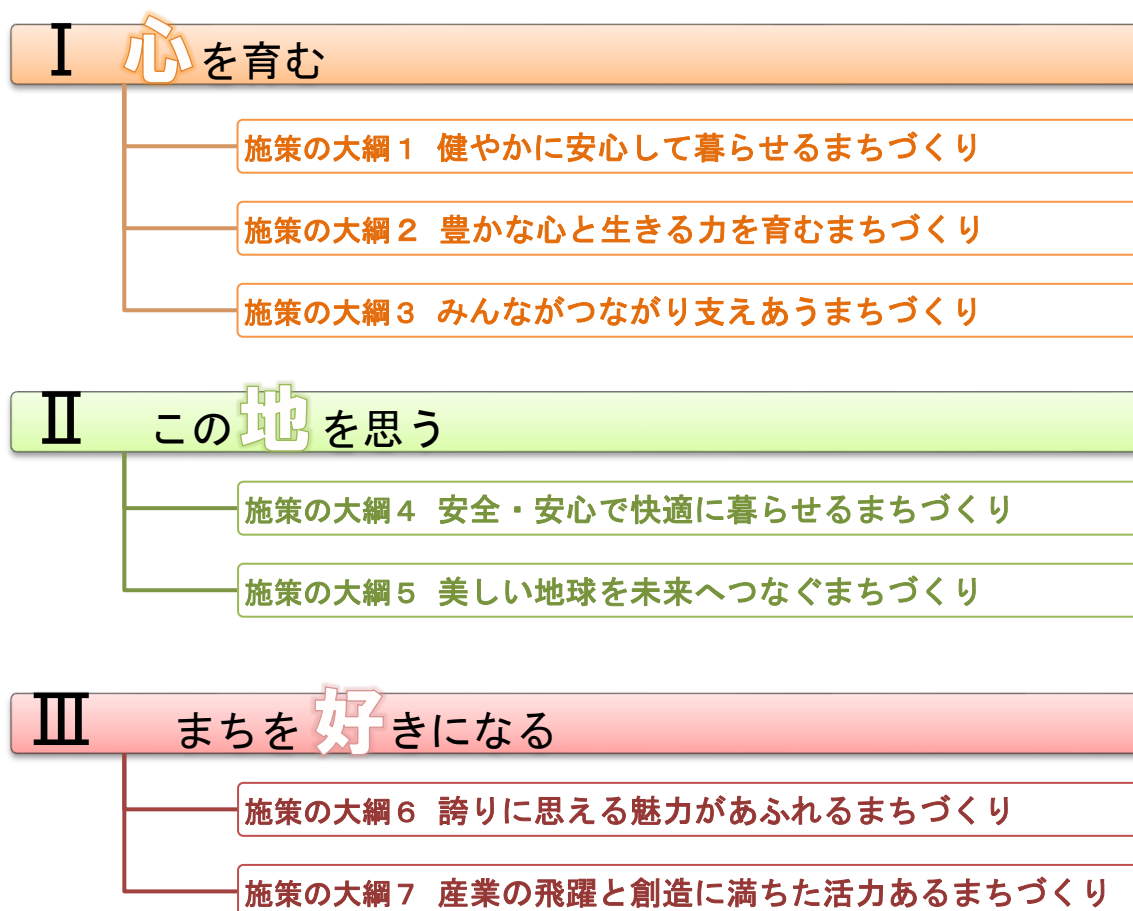 Ⅰ 心を育む
施策の大綱１ 健やかに安心して暮らせるまちづくり
施策の大綱２ 豊かな心と生きる力を育むまちづくり
施策の大綱３ みんながつながり支えあうまちづくり
Ⅱ この地を思う
施策の大綱４ 安全・安心で快適に暮らせるまちづくり
施策の大綱５ 美しい地球を未来へつなぐまちづくり
Ⅲ まちを好きになる
施策の大綱６ 誇りに思える魅力があふれるまちづくり
施策の大綱７ 産業の飛躍と創造に満ちた活力あるまちづくり